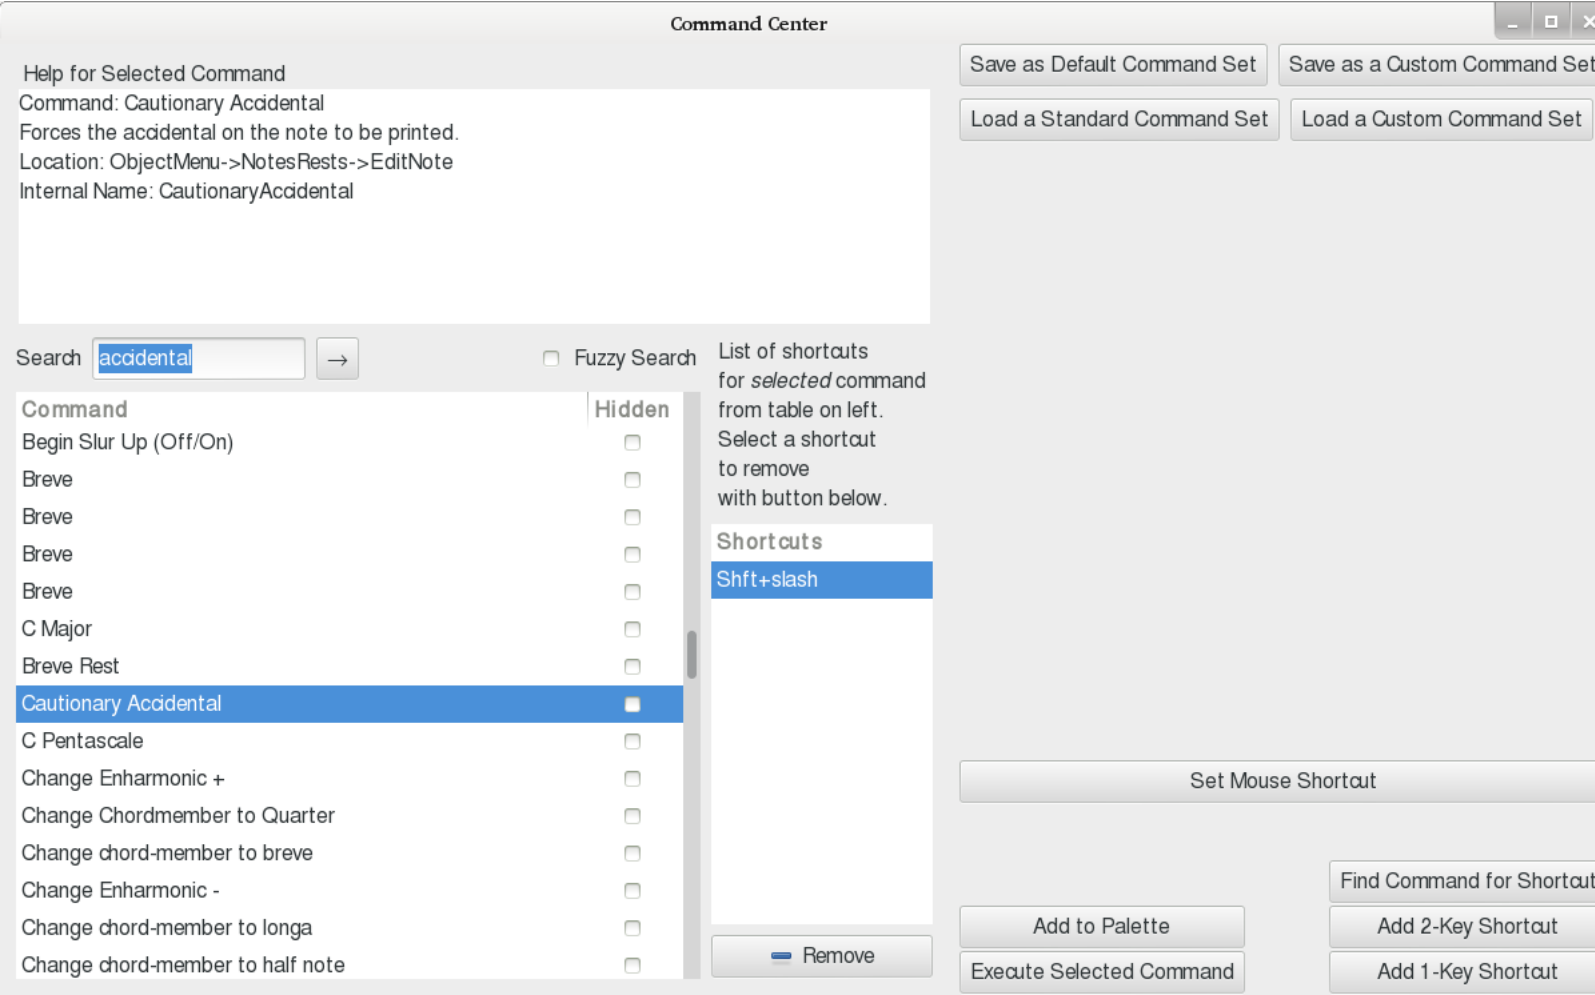 Command Center
Save as Default Command Set
Save as a Custom Command Set
Load a Standard Command Set
Load a Custom Command Set
Help for Selected Command
Command: Cautionary Accidental
Forces the accidental on the note to be printed.
Location: ObjectMenu->NotesRests->EditNote
Internal Name: CautionaryAccidental
Search
accidental
→
Fuzzy Search
Command
Hidden
Begin Slur Up (Off/On)
Breve
Breve
Breve
Breve
C Major
Breve Rest
Cautionary Accidental
C Pentascale
Change Enharmonic +
Change Chordmember to Quarter
Change chord-member to breve
Change Enharmonic -
Change chord-member to longa
Change chord-member to half note
List of shortcuts
for selected command
from table on left.
Select a shortcut
to remove
with button below.
Shortcuts
Shft+slash
Remove
Set Mouse Shortcut
Find Command for Shortcut
Add to Palette
Add 2-Key Shortcut
Execute Selected Command
Add 1-Key Shortcut